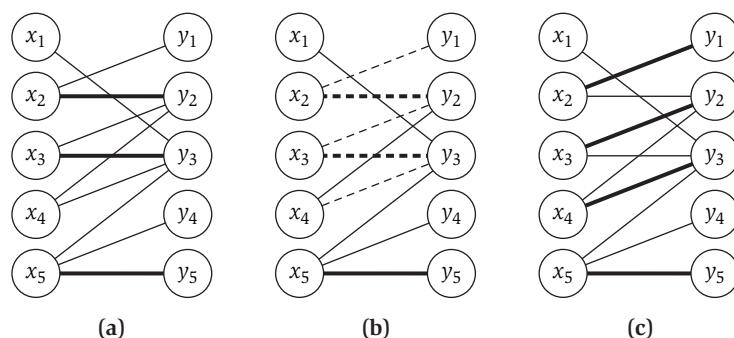 x1 y1 x1 y1 x1 y1
x2 y2 x2 y2 x2 y2
x3 y3 x3 y3 x3 y3
x4 y4 x4 y4 x4 y4
x5 y5 x5 y5 x5 y5
(a) (b) (c)